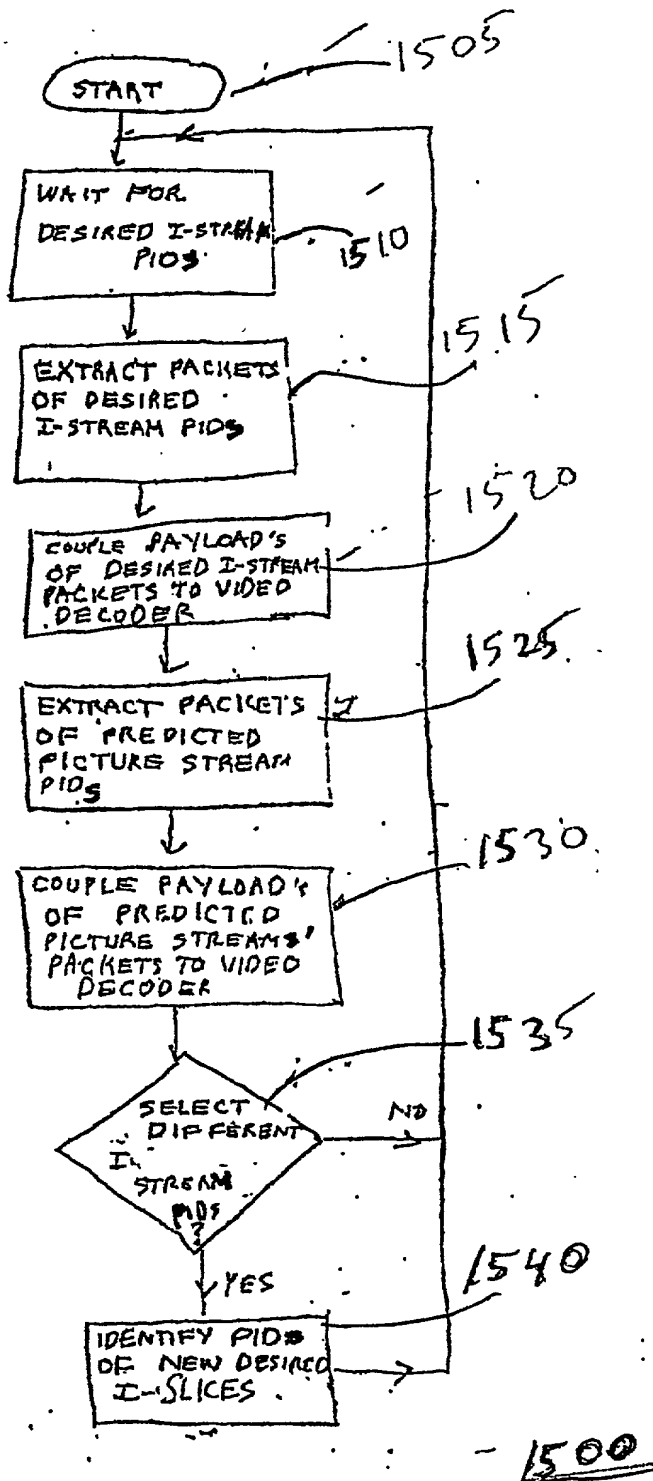 1505
START
WAIT FOR
DESIRED I-STREAM
PIDS
1510
1515
EXTRACT PACKETS
OF DESIRED
I-STREAM PIDS
1520
COUPLE PAYLOAD'S
OF DESIRED I-STREAM
PACKETS TO VIDEO
DECODER
1525
EXTRACT PACKETS
OF PREDICTED
PICTURE STREAM
PIDS
1530
COUPLE PAYLOAD'S
OF PREDICTED
PICTURE STREAMS'
PACKETS TO VIDEO
DECODER
1535
SELECT
DIFFERENT
I-
STREAM
PIDS
?
NO
YES
1540
IDENTIFY PIDS
OF NEW DESIRED
I-SLICES
1500